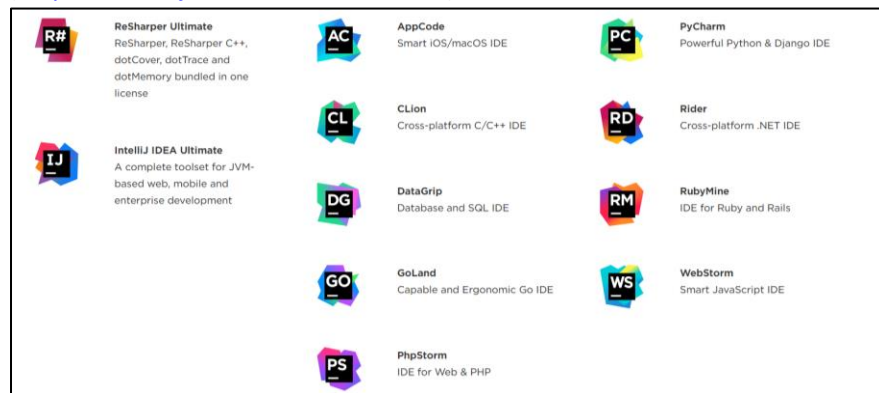 R#
ReSharper Ultimate
ReSharper, ReSharper C++,
dotCover, dotTrace and
dotMemory bundled in one
license
IJ
IntelliJ IDEA Ultimate
A complete toolset for JVM-
based web, mobile and
enterprise development
AC
AppCode
Smart iOS/macOS IDE
CL
CLion
Cross-platform C/C++ IDE
DG
DataGrip
Database and SQL IDE
GO
GoLand
Capable and Ergonomic Go IDE
PS
PhpStorm
IDE for Web & PHP
PC
PyCharm
Powerful Python & Django IDE
RD
Rider
Cross-platform .NET IDE
RM
RubyMine
IDE for Ruby and Rails
WS
WebStorm
Smart JavaScript IDE